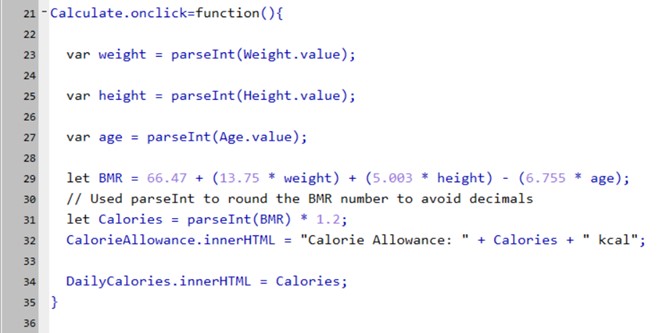 21 Calculate.onclick=function(){
22
23 var weight = parseInt(Weight.value);
24
25 var height = parseInt(Height.value);
26
27 var age = parseInt(Age.value);
28
29 let BMR = 66.47 + (13.75 * weight) + (5.003 * height) - (6.755 * age);
30 // Used parseInt to round the BMR number to avoid decimals
31 let Calories = parseInt(BMR) * 1.2;
32 CalorieAllowance.innerHTML = "Calorie Allowance: " + Calories + " kcal";
33
34 DailyCalories.innerHTML = Calories;
35 }
36